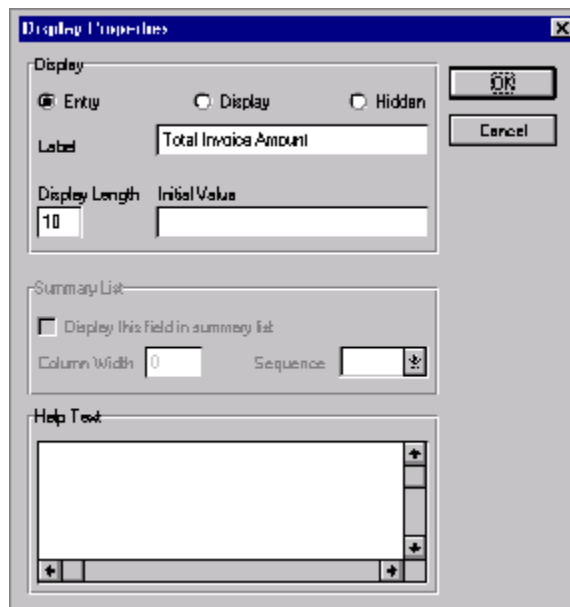 Display Properties
Display
Entry Display Hidden
OK
Cancel
Label Total Invoice Amount
Display Length Initial Value
10
Summary List
Display this field in summary list
Column Width 0 Sequence
Help Text